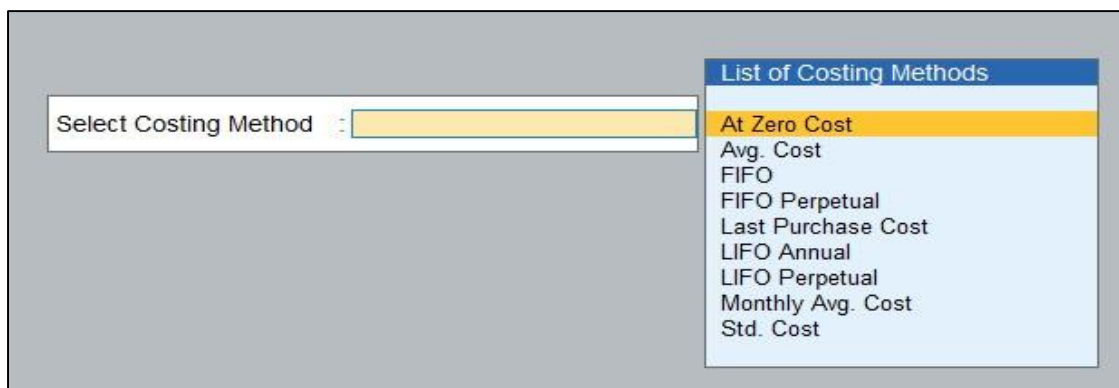 List of Costing Methods
Select Costing Method :
At Zero Cost
Avg. Cost
FIFO
FIFO Perpetual
Last Purchase Cost
LIFO Annual
LIFO Perpetual
Monthly Avg. Cost
Std. Cost